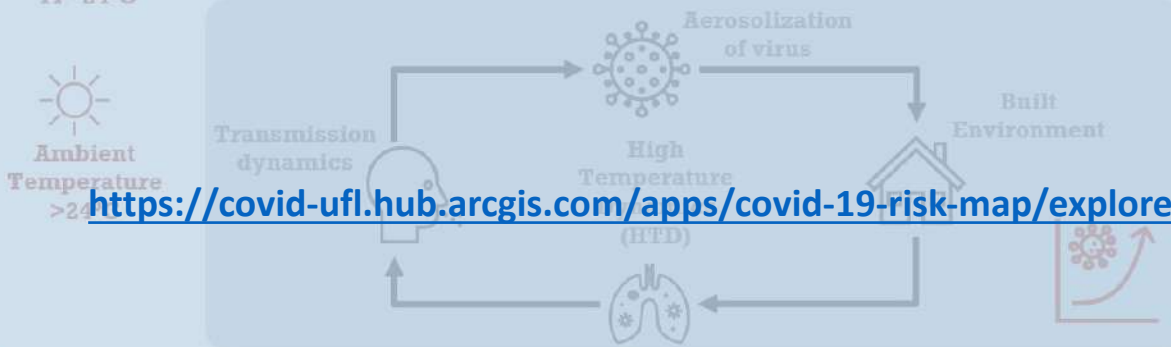 Aerosolization
of virus
Built
Environment
Transmission
dynamics
High
Temperature
(HTD)
Ambient
Temperature
https://covid-ufl.hub.arcgis.com/apps/covid-19-risk-map/explore